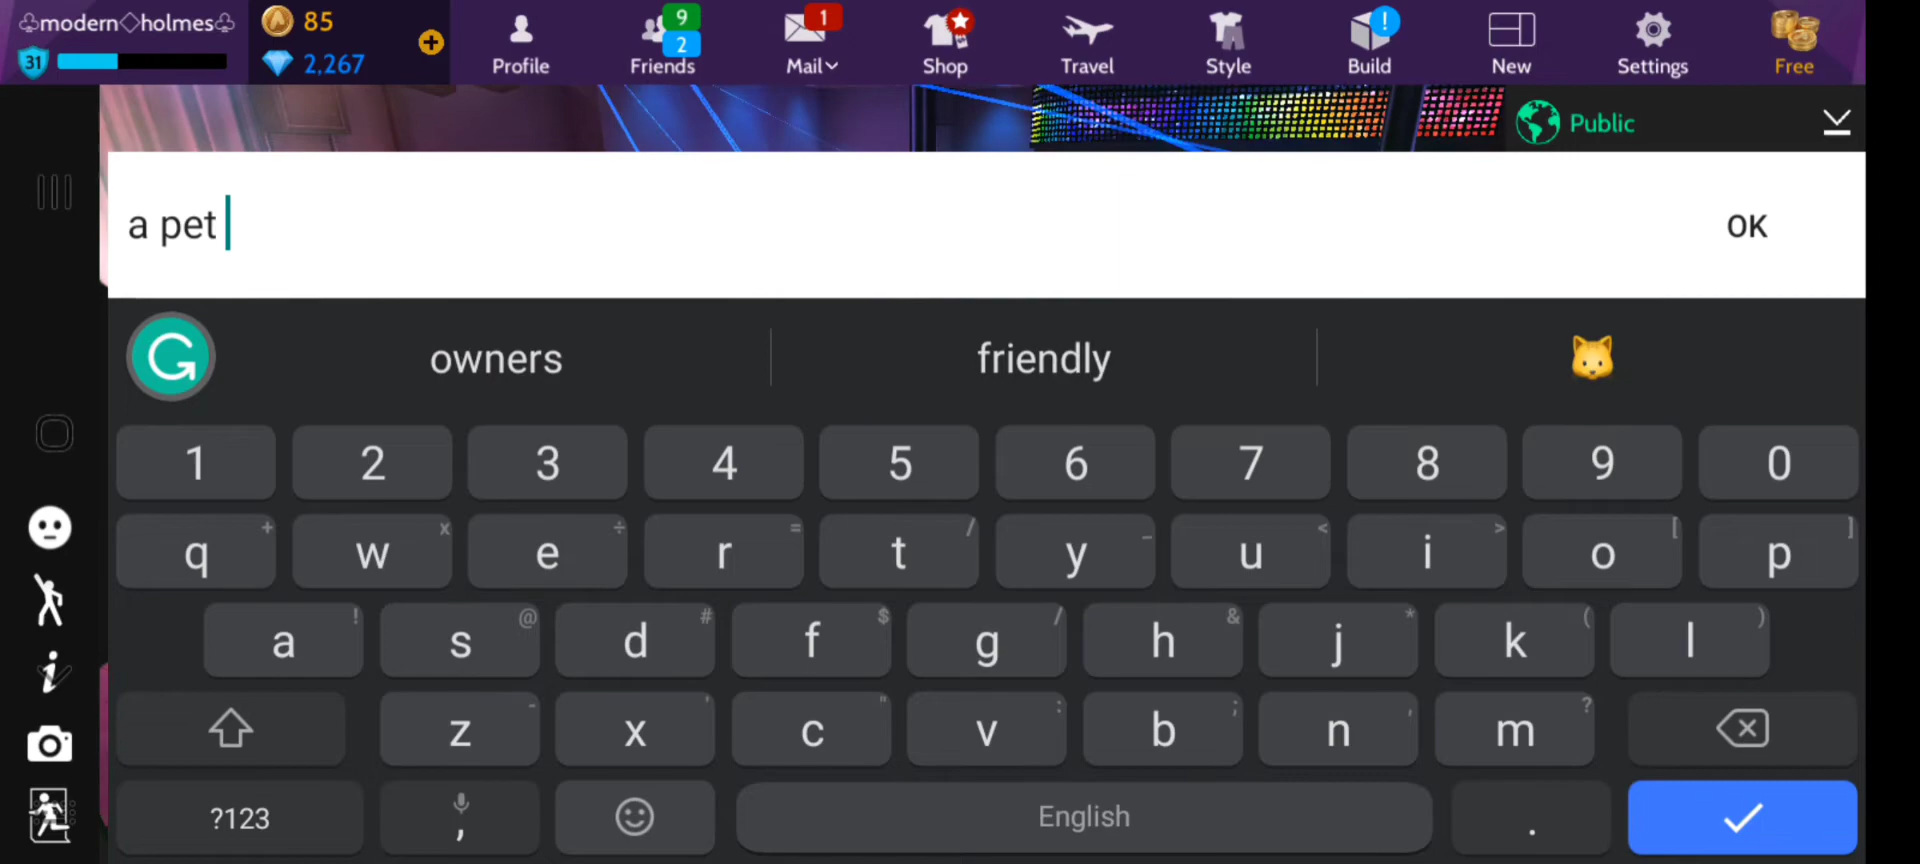 ♧modern◇holmes♧
31
85
2,267
Profile
9
2
Friends
1
Mail
Shop
Travel
Style
!
Build
New
Settings
Free
Public
a pet
OK
owners friendly
1 2 3 4 5 6 7 8 9 0
q + w x e ÷ r = t / y _ u < i > o [ p ]
a ! s @ d # f $ g / h & j * k ( l )
z - x ' c " v : b ; n , m ?
?123 , English .